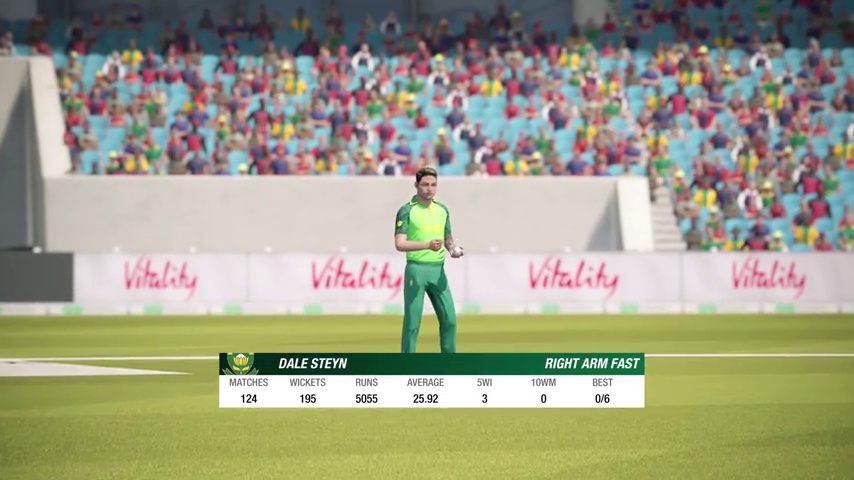 Vitality Vitality Vitality Vitality
DALE STEYN RIGHT ARM FAST
MATCHES WICKETS RUNS AVERAGE 5WI 10WM BEST
124 195 5055 25.92 3 0 0/6